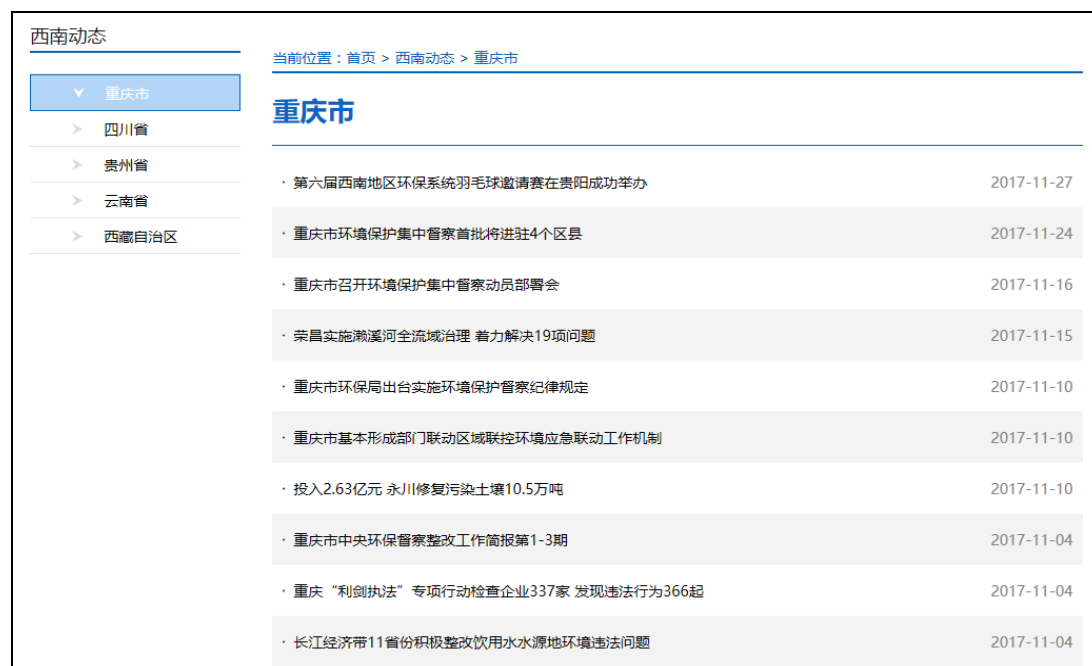 西南动态
当前位置：首页 > 西南动态 > 重庆市
重庆市
四川省
贵州省
云南省
西藏自治区
重庆市
· 第六届西南地区环保系统羽毛球邀请赛在贵阳成功举办 2017-11-27
· 重庆市环境保护集中督察首批将进驻4个区县 2017-11-24
· 重庆市召开环境保护集中督察动员部署会 2017-11-16
· 荣昌实施濑溪河全流域治理 着力解决19项问题 2017-11-15
· 重庆市环保局出台实施环境保护督察纪律规定 2017-11-10
· 重庆市基本形成部门联动区域联控环境应急联动工作机制 2017-11-10
· 投入2.63亿元 永川修复污染土壤10.5万吨 2017-11-10
· 重庆市中央环保督察整改工作简报第1-3期 2017-11-04
· 重庆“利剑执法”专项行动检查企业337家 发现违法行为366起 2017-11-04
· 长江经济带11省份积极整改饮用水水源地环境违法问题 2017-11-04